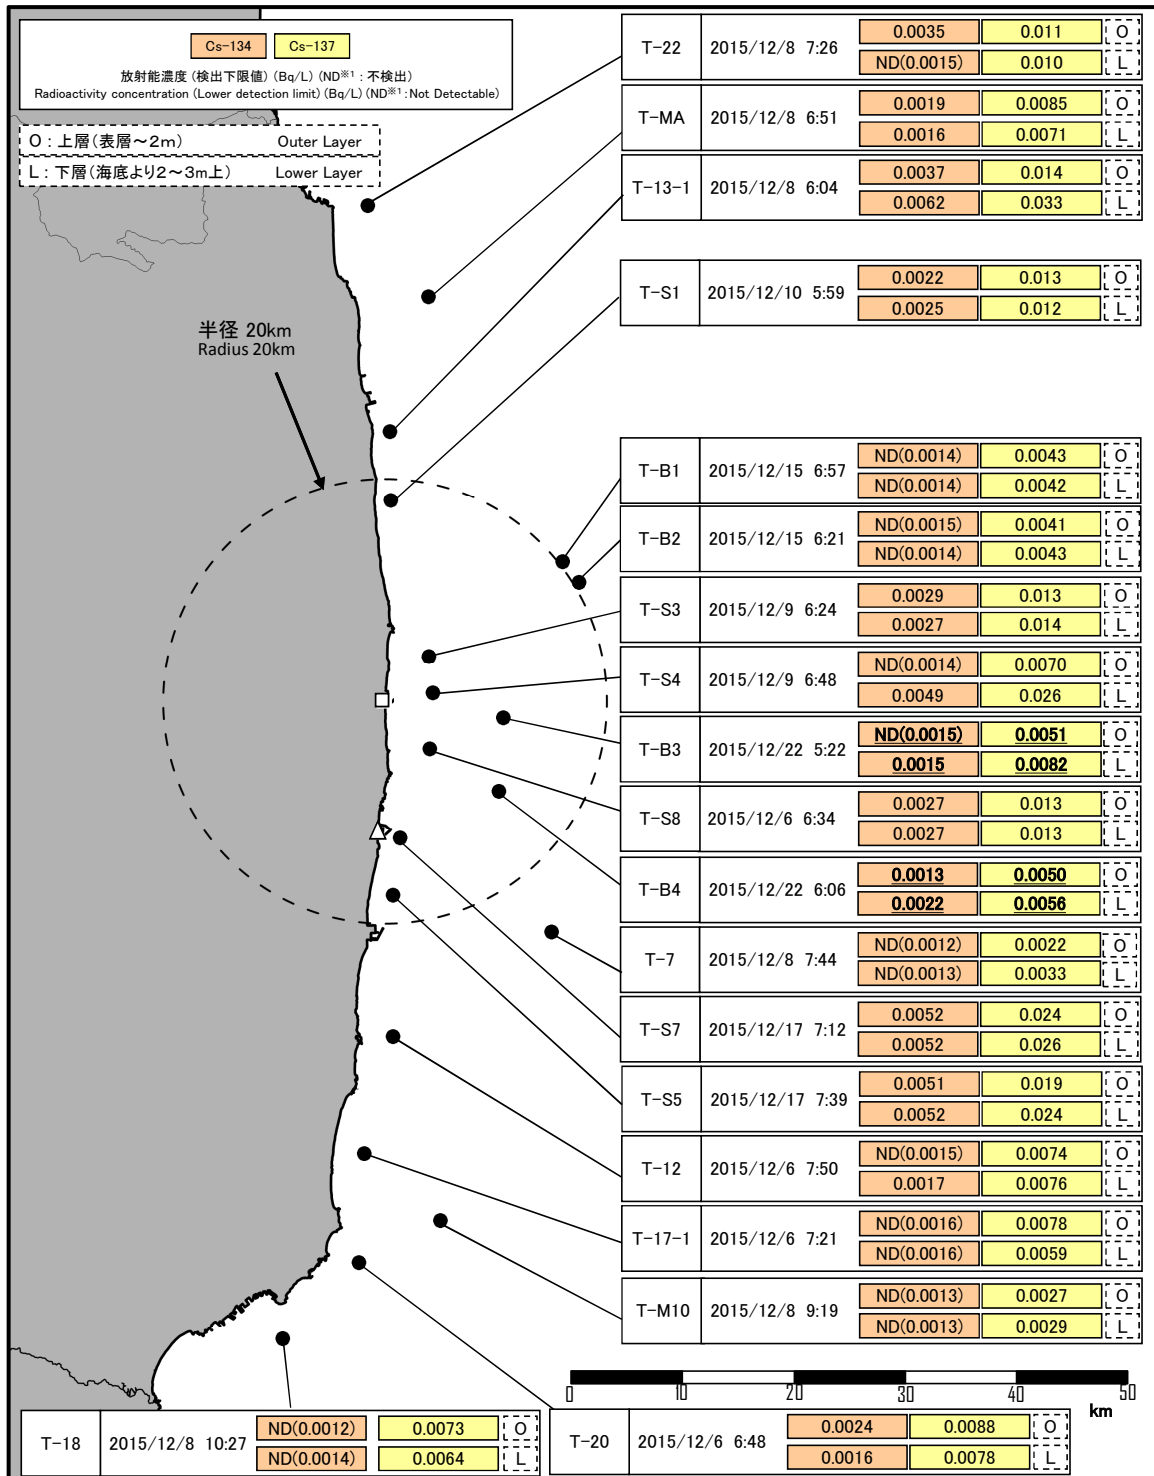 Cs-134 Cs-137
放射能濃度 (検出下限値) (Bq/L) (ND※1 : 不検出)
Radioactivity concentration (Lower detection limit) (Bq/L) (ND※1 : Not Detectable)
O : 上層(表層～2m) Outer Layer
L : 下層(海底より2～3m上) Lower Layer
半径 20km
Radius 20km
T-22 2015/12/8 7:26
0.0035 0.011 O
ND(0.0015) 0.010 L
T-MA 2015/12/8 6:51
0.0019 0.0085 O
0.0016 0.0071 L
T-13-1 2015/12/8 6:04
0.0037 0.014 O
0.0062 0.033 L
T-S1 2015/12/10 5:59
0.0022 0.013 O
0.0025 0.012 L
T-B1 2015/12/15 6:57
ND(0.0014) 0.0043 O
ND(0.0014) 0.0042 L
T-B2 2015/12/15 6:21
ND(0.0015) 0.0041 O
ND(0.0014) 0.0043 L
T-S3 2015/12/9 6:24
0.0029 0.013 O
0.0027 0.014 L
T-S4 2015/12/9 6:48
ND(0.0014) 0.0070 O
0.0049 0.026 L
T-B3 2015/12/22 5:22
ND(0.0015) 0.0051 O
0.0015 0.0082 L
T-S8 2015/12/6 6:34
0.0027 0.013 O
0.0027 0.013 L
T-B4 2015/12/22 6:06
0.0013 0.0050 O
0.0022 0.0056 L
T-7 2015/12/8 7:44
ND(0.0012) 0.0022 O
ND(0.0013) 0.0033 L
T-S7 2015/12/17 7:12
0.0052 0.024 O
0.0052 0.026 L
T-S5 2015/12/17 7:39
0.0051 0.019 O
0.0052 0.024 L
T-12 2015/12/6 7:50
ND(0.0015) 0.0074 O
0.0017 0.0076 L
T-17-1 2015/12/6 7:21
ND(0.0016) 0.0078 O
ND(0.0016) 0.0059 L
T-M10 2015/12/8 9:19
ND(0.0013) 0.0027 O
ND(0.0013) 0.0029 L
0 10 20 30 40 50
km
T-18 2015/12/8 10:27
ND(0.0012) 0.0073 O
ND(0.0014) 0.0064 L
T-20 2015/12/6 6:48
0.0024 0.0088 O
0.0016 0.0078 L